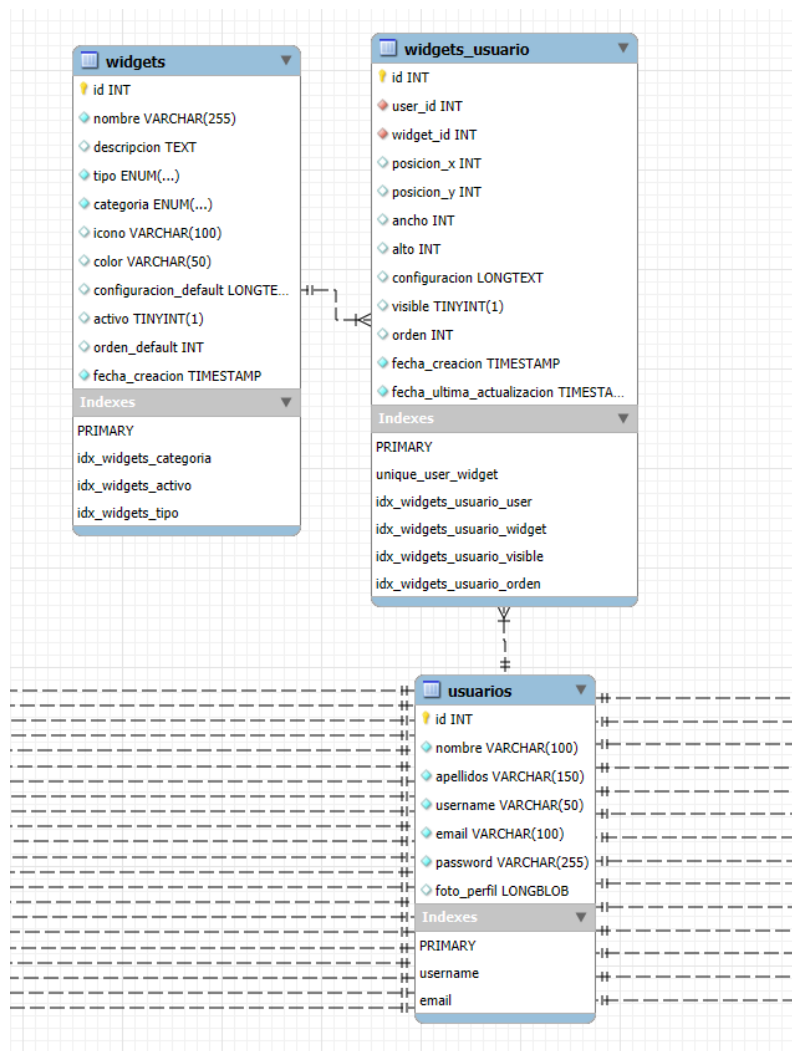 widgets
id INT
nombre VARCHAR(255)
descripcion TEXT
tipo ENUM(...)
categoria ENUM(...)
icono VARCHAR(100)
color VARCHAR(50)
configuracion_default LONGTE...
activo TINYINT(1)
orden_default INT
fecha_creacion TIMESTAMP
Indexes
PRIMARY
idx_widgets_categoria
idx_widgets_activo
idx_widgets_tipo
widgets_usuario
id INT
user_id INT
widget_id INT
posicion_x INT
posicion_y INT
ancho INT
alto INT
configuracion LONGTEXT
visible TINYINT(1)
orden INT
fecha_creacion TIMESTAMP
fecha_ultima_actualizacion TIMESTA...
Indexes
PRIMARY
unique_user_widget
idx_widgets_usuario_user
idx_widgets_usuario_widget
idx_widgets_usuario_visible
idx_widgets_usuario_orden
usuarios
id INT
nombre VARCHAR(100)
apellidos VARCHAR(150)
username VARCHAR(50)
email VARCHAR(100)
password VARCHAR(255)
foto_perfil LONGBLOB
Indexes
PRIMARY
username
email